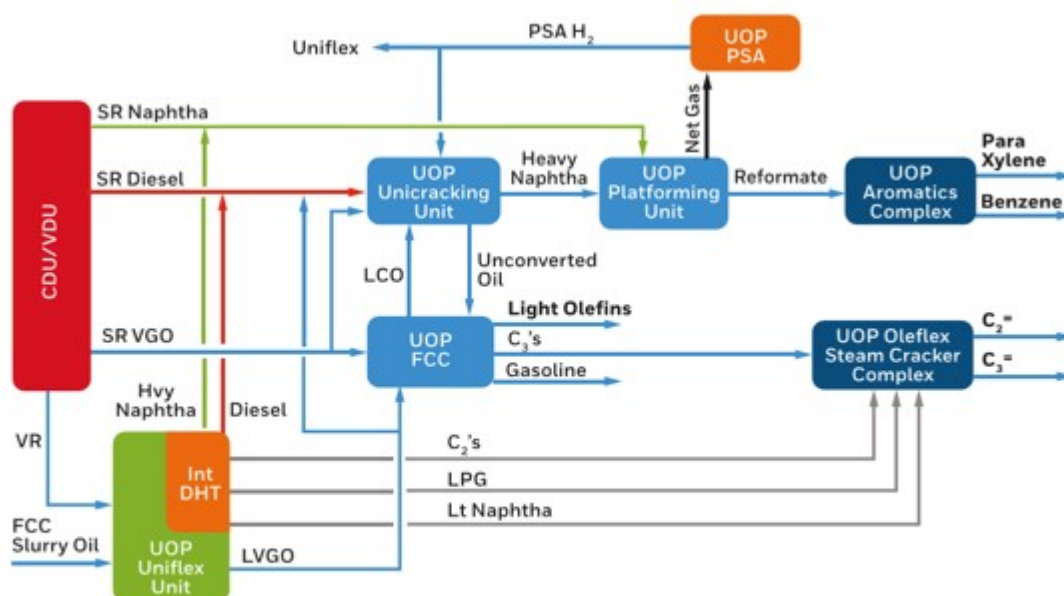 Uniflex
PSA H₂
UOP
PSA
SR Naphtha
Net Gas
SR Diesel
UOP
Unicracking
Unit
Heavy
Naphtha
UOP
Platforming
Unit
Reformate
UOP
Aromatics
Complex
Para
Xylene
Benzene
CDU/VDU
LCO
Unconverted
Oil
SR VGO
UOP
FCC
Light Olefins
C₃'s
Gasoline
UOP Oleflex
Steam Cracker
Complex
C₂=
C₃=
Hvy
Naphtha
Diesel
VR
Int
DHT
C₂'s
LPG
Lt Naphtha
FCC
Slurry Oil
UOP
Uniflex
Unit
LVGO